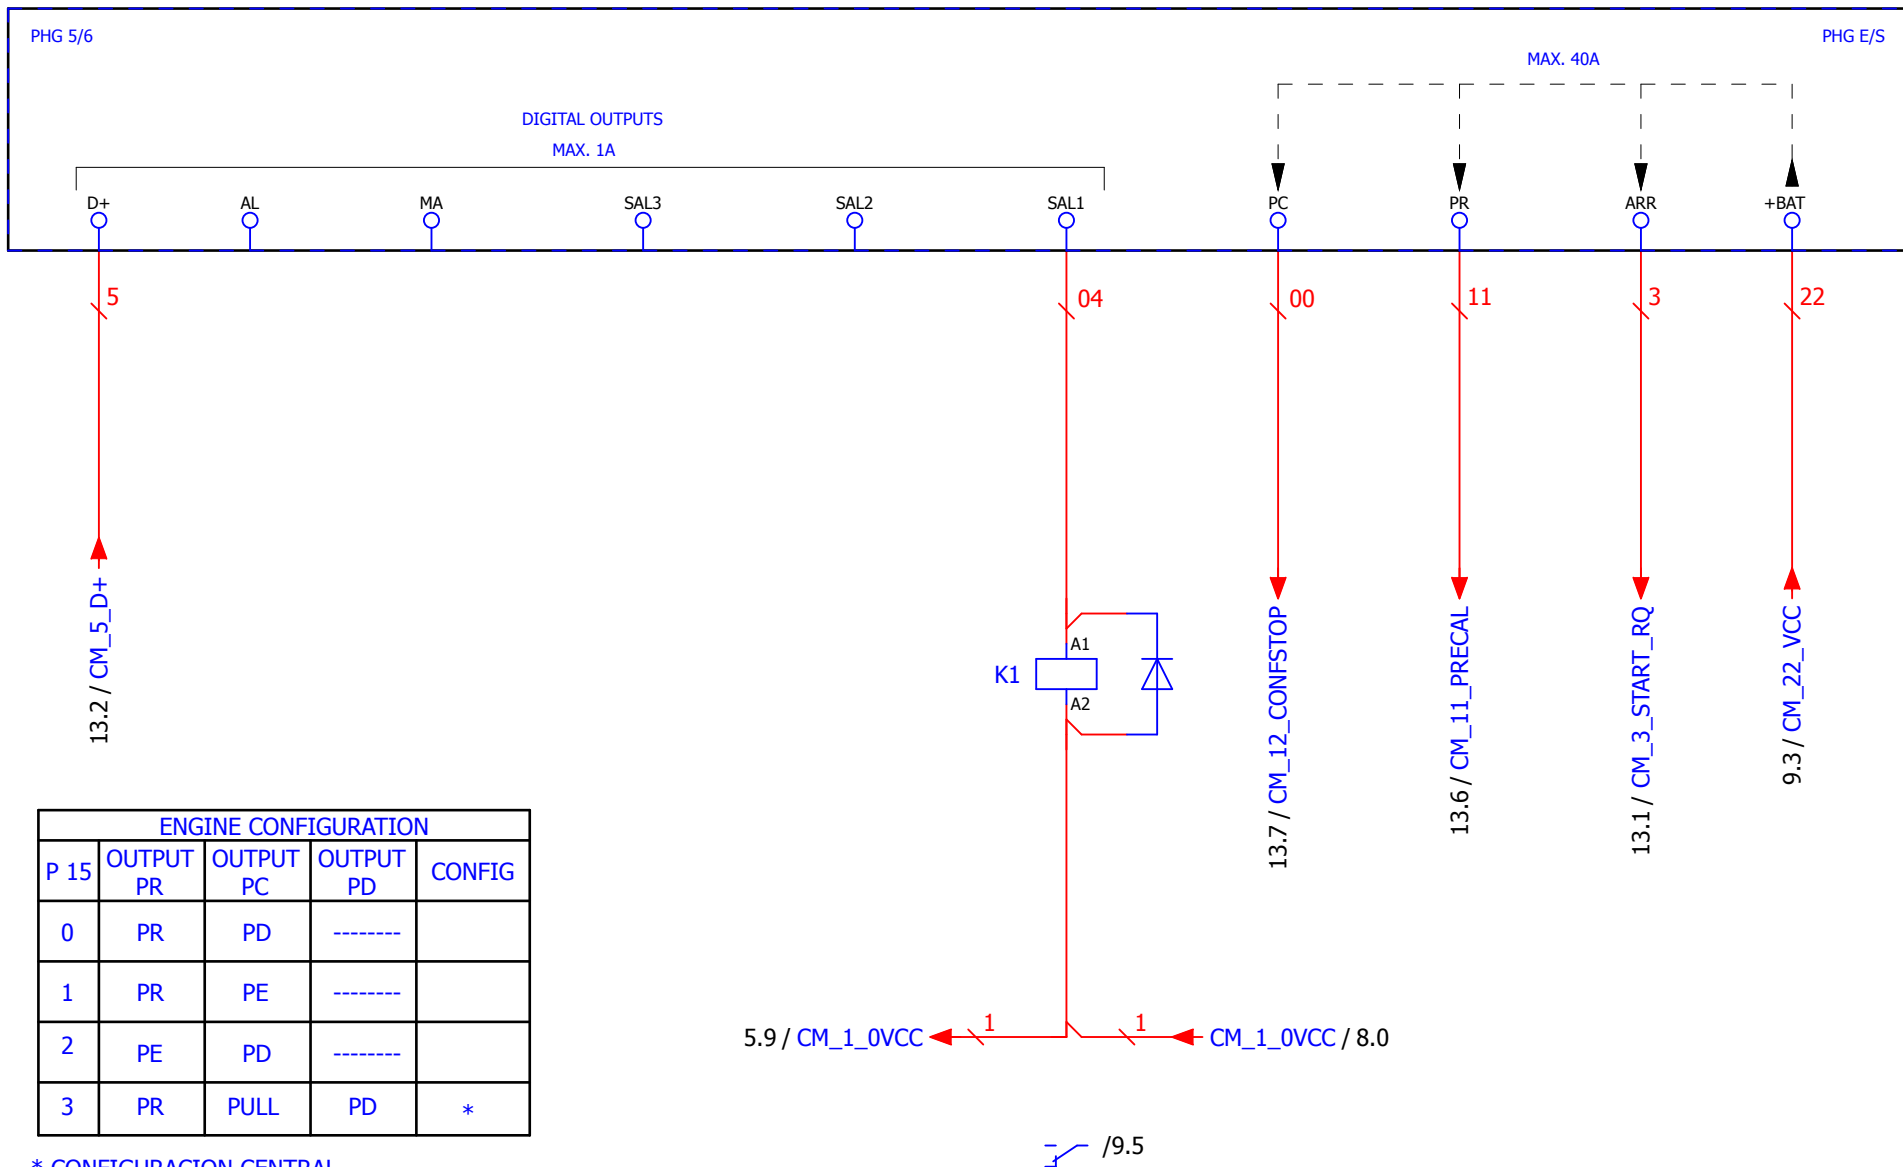 PHG 5/6
PHG E/S
MAX. 40A
DIGITAL OUTPUTS
MAX. 1A
D+ AL MA SAL3 SAL2 SAL1 PC PR ARR +BAT
5 04 00 11 3 22
13.2 / CM_5_D+
K1
A1
A2
13.7 / CM_12_CONFSTOP
13.6 / CM_11_PRECAL
13.1 / CM_3_START_RQ
9.3 / CM_22_VCC
ENGINE CONFIGURATION
P 15 OUTPUT PR OUTPUT PC OUTPUT PD CONFIG
0 PR PD --------
1 PR PE --------
2 PE PD --------
3 PR PULL PD *
* CONFIGURACION CENTRAL
5.9 / CM_1_0VCC 1 1 CM_1_0VCC / 8.0
/9.5